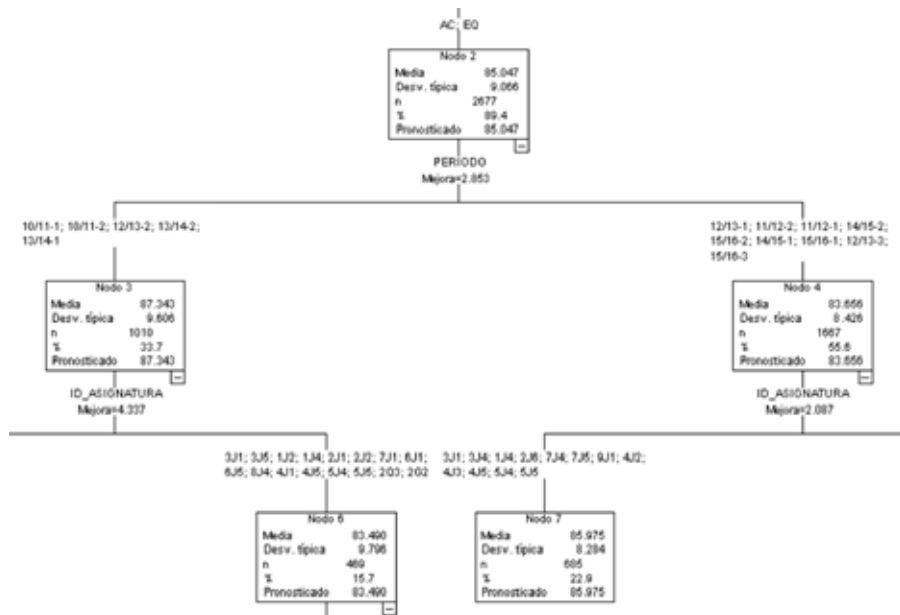 AC; EQ
Nodo 2
Media 85.047
Desv. típica 9.066
n 2677
% 89.4
Pronosticado 85.047
PERIODO
Mejora=2.853
10/11-1; 10/11-2; 12/13-2; 13/14-2;
13/14-1
12/13-1; 11/12-2; 11/12-1; 14/15-2;
15/16-2; 14/15-1; 15/16-1; 12/13-3;
15/16-3
Nodo 3
Media 87.343
Desv. típica 9.606
n 1010
% 33.7
Pronosticado 87.343
ID_ASIGNATURA
Mejora=4.337
Nodo 4
Media 83.656
Desv. típica 8.426
n 1667
% 55.6
Pronosticado 83.656
ID_ASIGNATURA
Mejora=2.087
3J1; 3J5; 1J2; 1J4; 2J1; 2J2; 7J1; 6J1;
6J5; 8J4; 4J1; 4J5; 5J4; 5J5; 2Q3; 2G2
3J1; 3J4; 1J4; 2J6; 7J4; 7J5; 9J1; 4J2;
4J3; 4J5; 5J4; 5J5
Nodo 6
Media 83.490
Desv. típica 9.796
n 469
% 15.7
Pronosticado 83.490
Nodo 7
Media 85.975
Desv. típica 8.284
n 685
% 22.9
Pronosticado 85.975